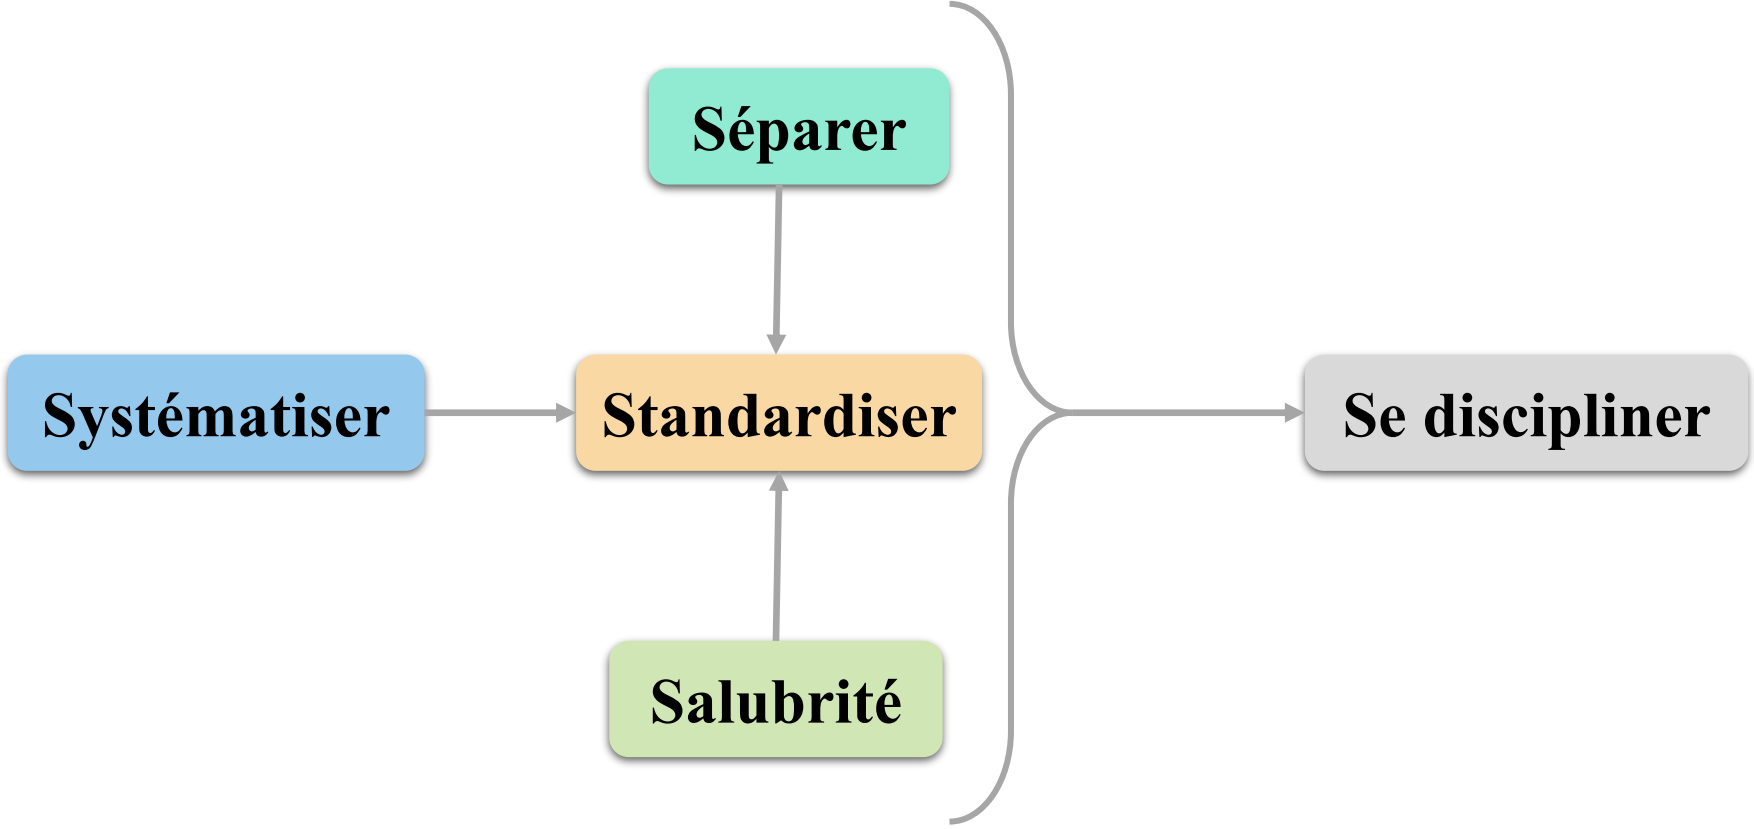 Séparer
Systématiser
Standardiser
Se discipliner
Salubrité